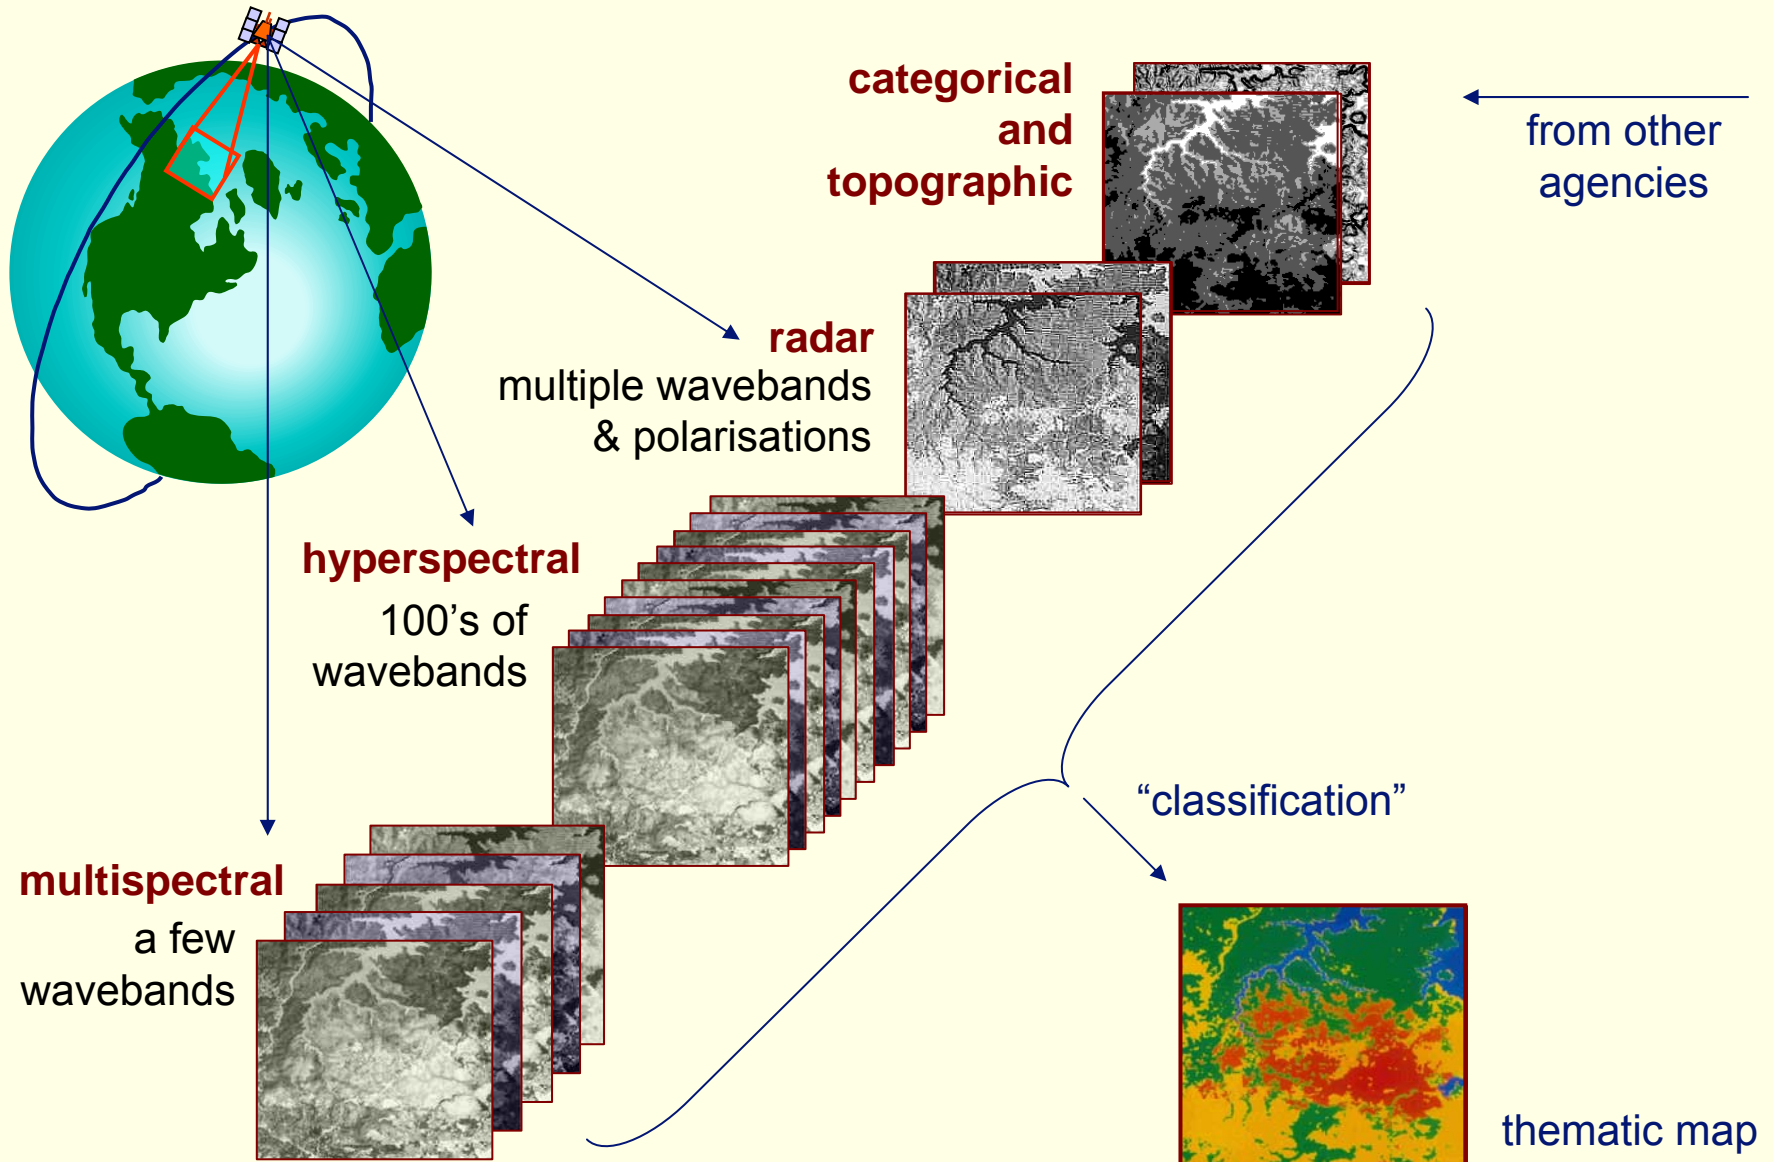 categorical
and
topographic
from other
agencies
radar
multiple wavebands
& polarisations
hyperspectral
100’s of
wavebands
“classification”
multispectral
a few
wavebands
thematic map